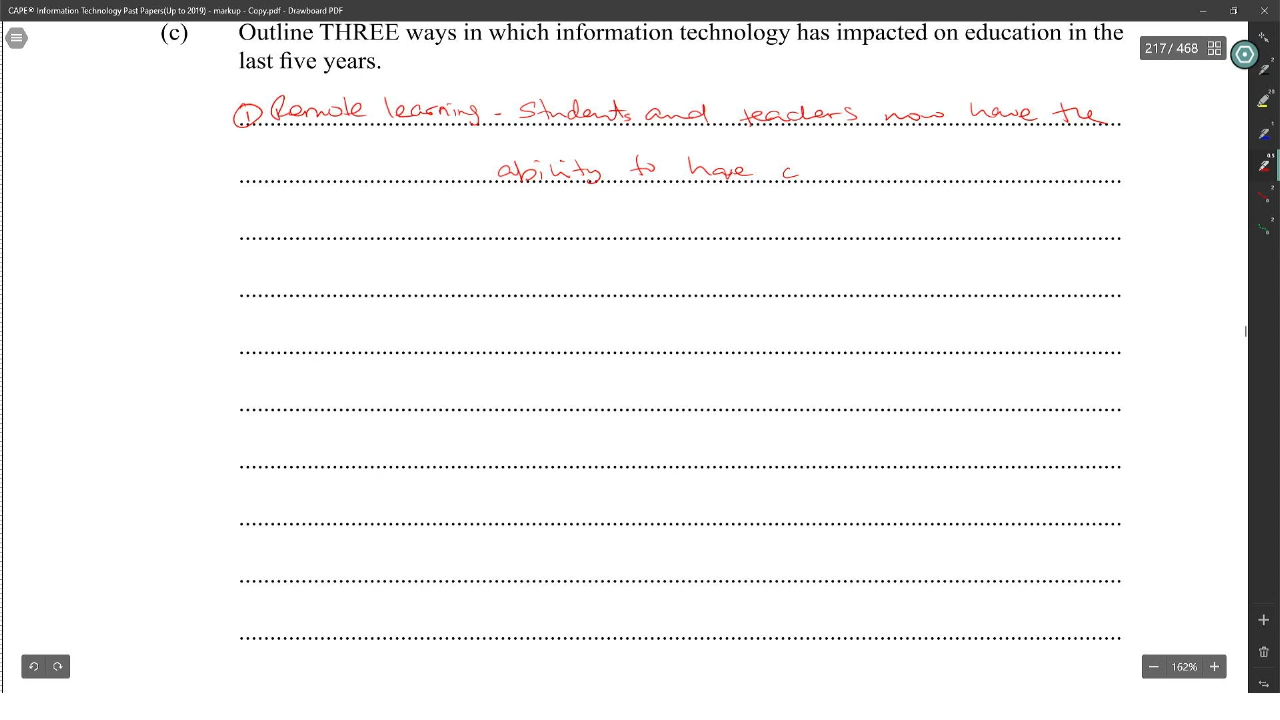 CAPE® Information Technology Past Papers(Up to 2019) - markup - Copy.pdf - Drawboard PDF
(c) Outline THREE ways in which information technology has impacted on education in the
last five years.
217 / 468
① Remote learning - Students and teachers now have the
ability to have a
162%